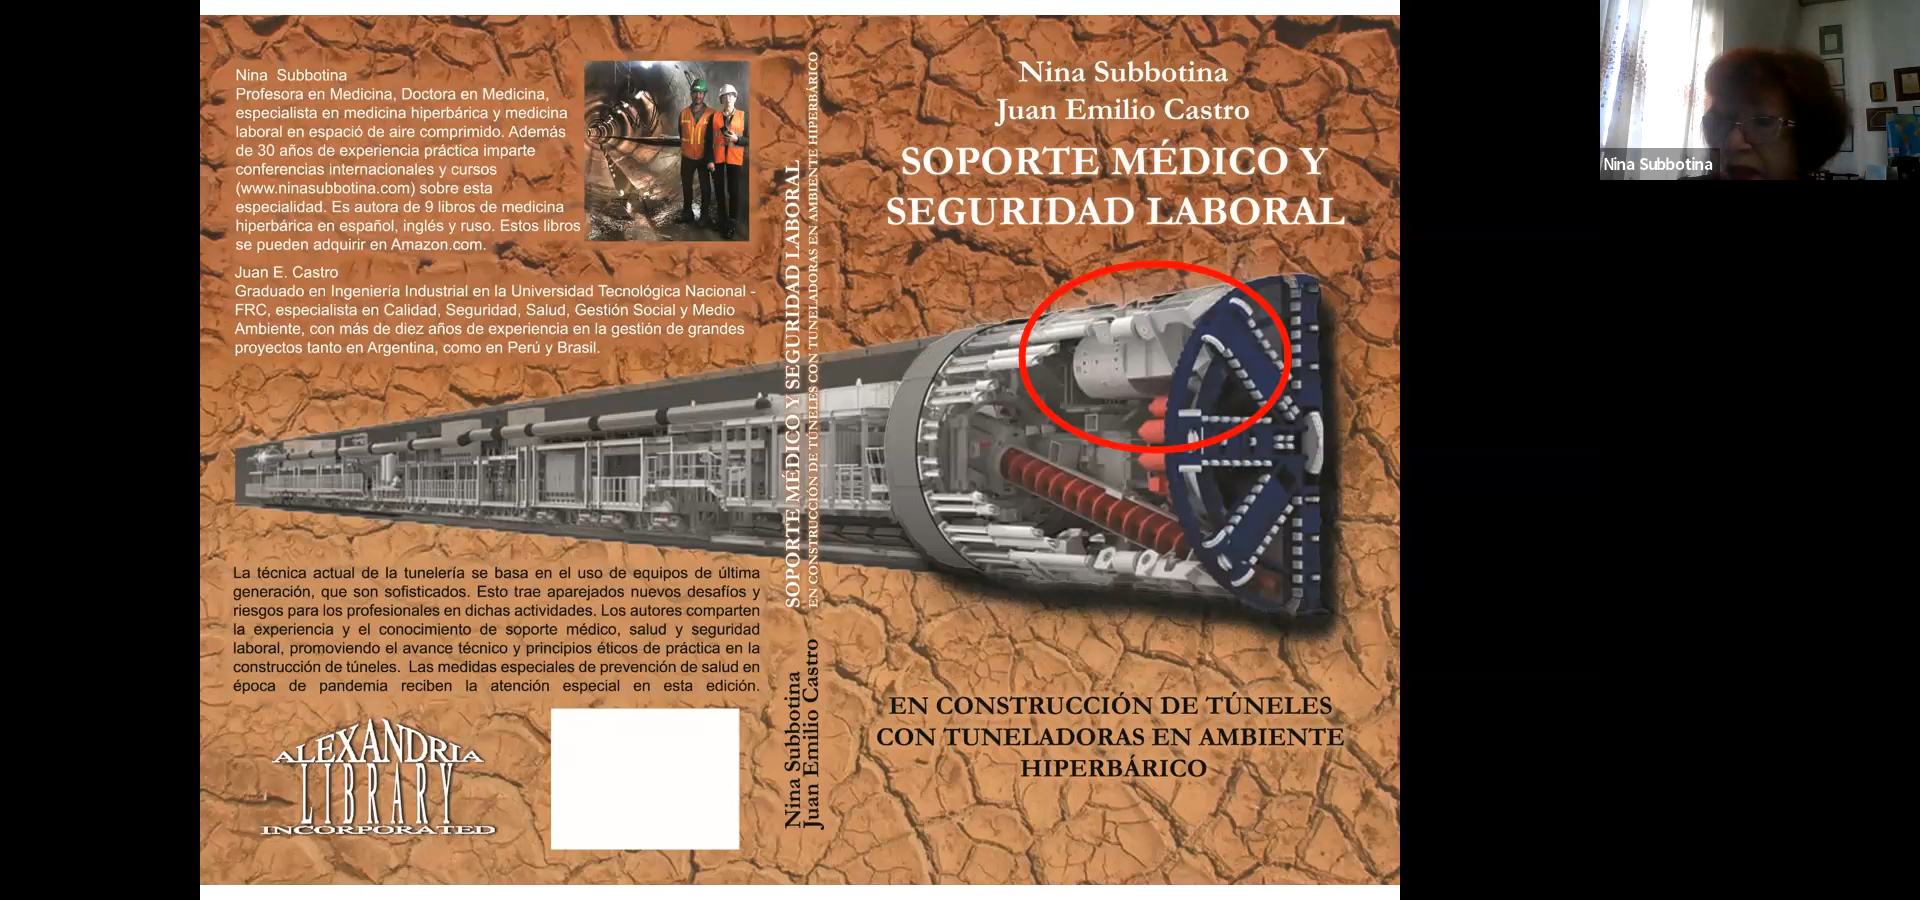 Nina  Subbotina
Profesora en Medicina, Doctora en Medicina,
especialista en medicina hiperbárica y medicina
laboral en espació de aire comprimido. Además
de 30 años de experiencia práctica imparte
conferencias internacionales y cursos
(www.ninasubbotina.com) sobre esta
especialidad. Es autora de 9 libros de medicina
hiperbárica en español, inglés y ruso. Estos libros
se pueden adquirir en Amazon.com.
Juan E. Castro
Graduado en Ingeniería Industrial en la Universidad Tecnológica Nacional -
FRC, especialista en Calidad, Seguridad, Salud, Gestión Social y Medio
Ambiente, con más de diez años de experiencia en la gestión de grandes
proyectos tanto en Argentina, como en Perú y Brasil.
La técnica actual de la tunelería se basa en el uso de equipos de última
generación, que son sofisticados. Esto trae aparejados nuevos desafíos y
riesgos para los profesionales en dichas actividades. Los autores comparten
la experiencia y el conocimiento de soporte médico, salud y seguridad
laboral, promoviendo el avance técnico y principios éticos de práctica en la
construcción de túneles.  Las medidas especiales de prevención de salud en
época de pandemia reciben la atención especial en esta edición.
ALEXANDRIA
LIBRARY
INCORPORATED
SOPORTE MÉDICO Y SEGURIDAD LABORAL
EN CONSTRUCCIÓN DE TÚNELES CON TUNELADORAS EN AMBIENTE HIPERBÁRICO
Nina Subbotina
Juan Emilio Castro
Nina Subbotina
Juan Emilio Castro
SOPORTE MÉDICO Y
SEGURIDAD LABORAL
EN CONSTRUCCIÓN DE TÚNELES
CON TUNELADORAS EN AMBIENTE
HIPERBÁRICO
Nina Subbotina